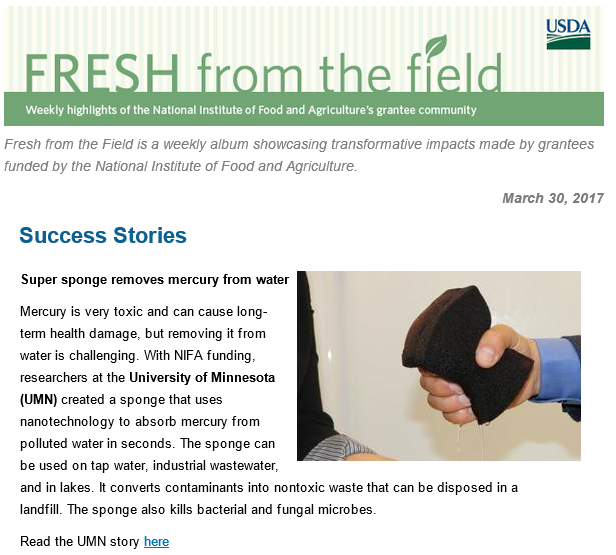 USDA
FRESH from the field
Weekly highlights of the National Institute of Food and Agriculture's grantee community
Fresh from the Field is a weekly album showcasing transformative impacts made by grantees
funded by the National Institute of Food and Agriculture.
March 30, 2017
Success Stories
Super sponge removes mercury from water
Mercury is very toxic and can cause long-
term health damage, but removing it from
water is challenging. With NIFA funding,
researchers at the University of Minnesota
(UMN) created a sponge that uses
nanotechnology to absorb mercury from
polluted water in seconds. The sponge can
be used on tap water, industrial wastewater,
and in lakes. It converts contaminants into nontoxic waste that can be disposed in a
landfill. The sponge also kills bacterial and fungal microbes.
Read the UMN story here